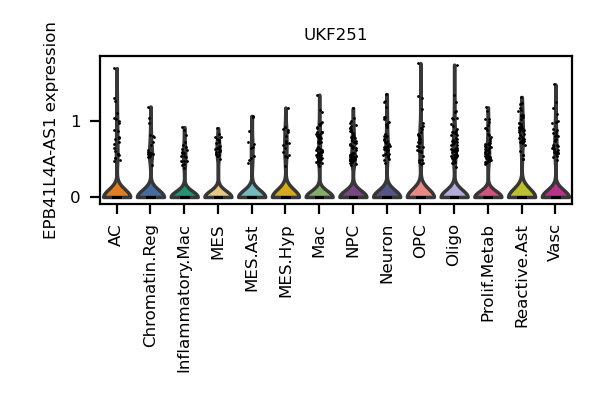 UKF251
EPB41L4A-AS1 expression
1
0
AC
Chromatin.Reg
Inflammatory.Mac
MES
MES.Ast
MES.Hyp
Mac
NPC
Neuron
OPC
Oligo
Prolif.Metab
Reactive.Ast
Vasc